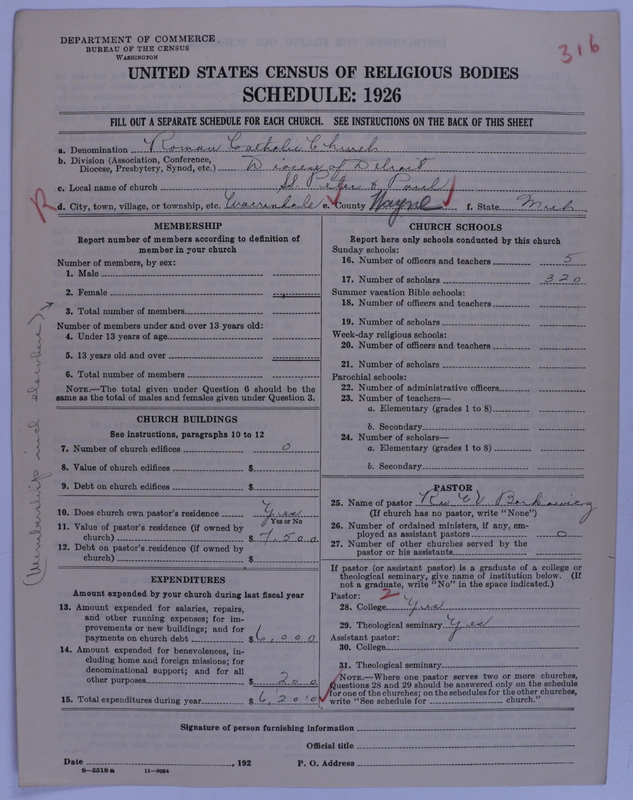 316
DEPARTMENT OF COMMERCE
BUREAU OF THE CENSUS
WASHINGTON
UNITED STATES CENSUS OF RELIGIOUS BODIES
SCHEDULE: 1926
FILL OUT A SEPARATE SCHEDULE FOR EACH CHURCH. SEE INSTRUCTIONS ON THE BACK OF THIS SHEET
a. Denomination Roman Catholic Church
b. Division (Association, Conference, Diocese, Presbytery, Synod, etc.) Diocese of Detroit
c. Local name of church SS. Peter & Paul
R d. City, town, village, or township, etc. Warrendale e. County Wayne f. State Mich
MEMBERSHIP
Report number of members according to definition of
member in your church
Number of members, by sex:
1. Male
2. Female
3. Total number of members
Number of members under and over 13 years old:
4. Under 13 years of age
5. 13 years old and over
6. Total number of members
NOTE.—The total given under Question 6 should be
same as the total of males and females given under Question 3.
(Membership incl elsewhere)
CHURCH BUILDINGS
See instructions, paragraphs 10 to 12
7. Number of church edifices 0
8. Value of church edifices $
9. Debt on church edifices $
10. Does church own pastor's residence Yes
Yes or No
11. Value of pastor's residence (if owned by
church) $ 7,500
12. Debt on pastor's residence (if owned by
church) $
EXPENDITURES
Amount expended by your church during last fiscal year
13. Amount expended for salaries, repairs,
and other running expenses; for im-
provements or new buildings; and for
payments on church debt $ 6,000
14. Amount expended for benevolences, in-
cluding home and foreign missions; for
denominational support; and for all
other purposes $ 200
15. Total expenditures during year $ 6,200
CHURCH SCHOOLS
Report here only schools conducted by this church
Sunday schools:
16. Number of officers and teachers 5
17. Number of scholars 320
Summer vacation Bible schools:
18. Number of officers and teachers
19. Number of scholars
Week-day religious schools:
20. Number of officers and teachers
21. Number of scholars
Parochial schools:
22. Number of administrative officers
23. Number of teachers—
a. Elementary (grades 1 to 8)
b. Secondary
24. Number of scholars—
a. Elementary (grades 1 to 8)
b. Secondary
PASTOR
25. Name of pastor Rev C V Borkowicz
(If church has no pastor, write "None")
26. Number of ordained ministers, if any, em-
ployed as assistant pastors 0
27. Number of other churches served by the
pastor or his assistants
If pastor (or assistant pastor) is a graduate of a college or
theological seminary, give name of institution below. (If
not a graduate, write "No" in the space indicated.)
Pastor: 2
28. College Yes
29. Theological seminary Yes
Assistant pastor:
30. College
31. Theological seminary
NOTE.—Where one pastor serves two or more churches,
Questions 28 and 29 should be answered only on the schedule
for one of the churches; on the schedules for the other churches,
write "See schedule for church."
Signature of person furnishing information
Official title
Date , 192 P. O. Address
8—5518 a 11—9084